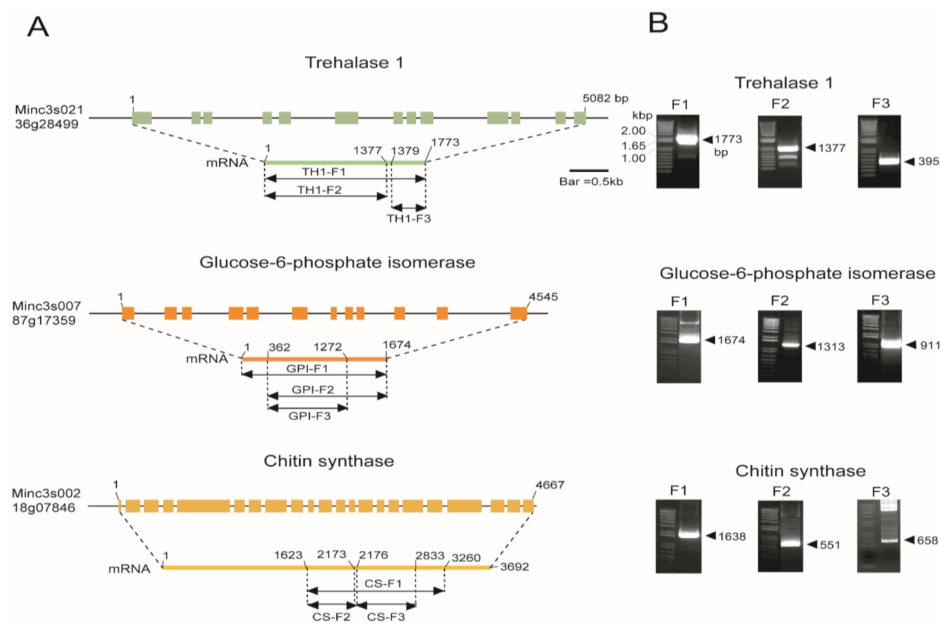 A
B
Trehalase 1
Minc3s021
36g28499
1
5082 bp
mRNA
1
1377
1379
1773
TH1-F1
TH1-F2
TH1-F3
Bar =0.5kb
Glucose-6-phosphate isomerase
Minc3s007
87g17359
1
4545
mRNA
1
362
1272
1674
GPI-F1
GPI-F2
GPI-F3
Chitin synthase
Minc3s002
18g07846
1
4667
mRNA
1
1623
2173
2176
2833
3260
3692
CS-F1
CS-F2
CS-F3
Trehalase 1
F1
F2
F3
kbp
2.00
1.65
1.00
1773
bp
1377
395
Glucose-6-phosphate isomerase
F1
F2
F3
1674
1313
911
Chitin synthase
F1
F2
F3
1638
551
658